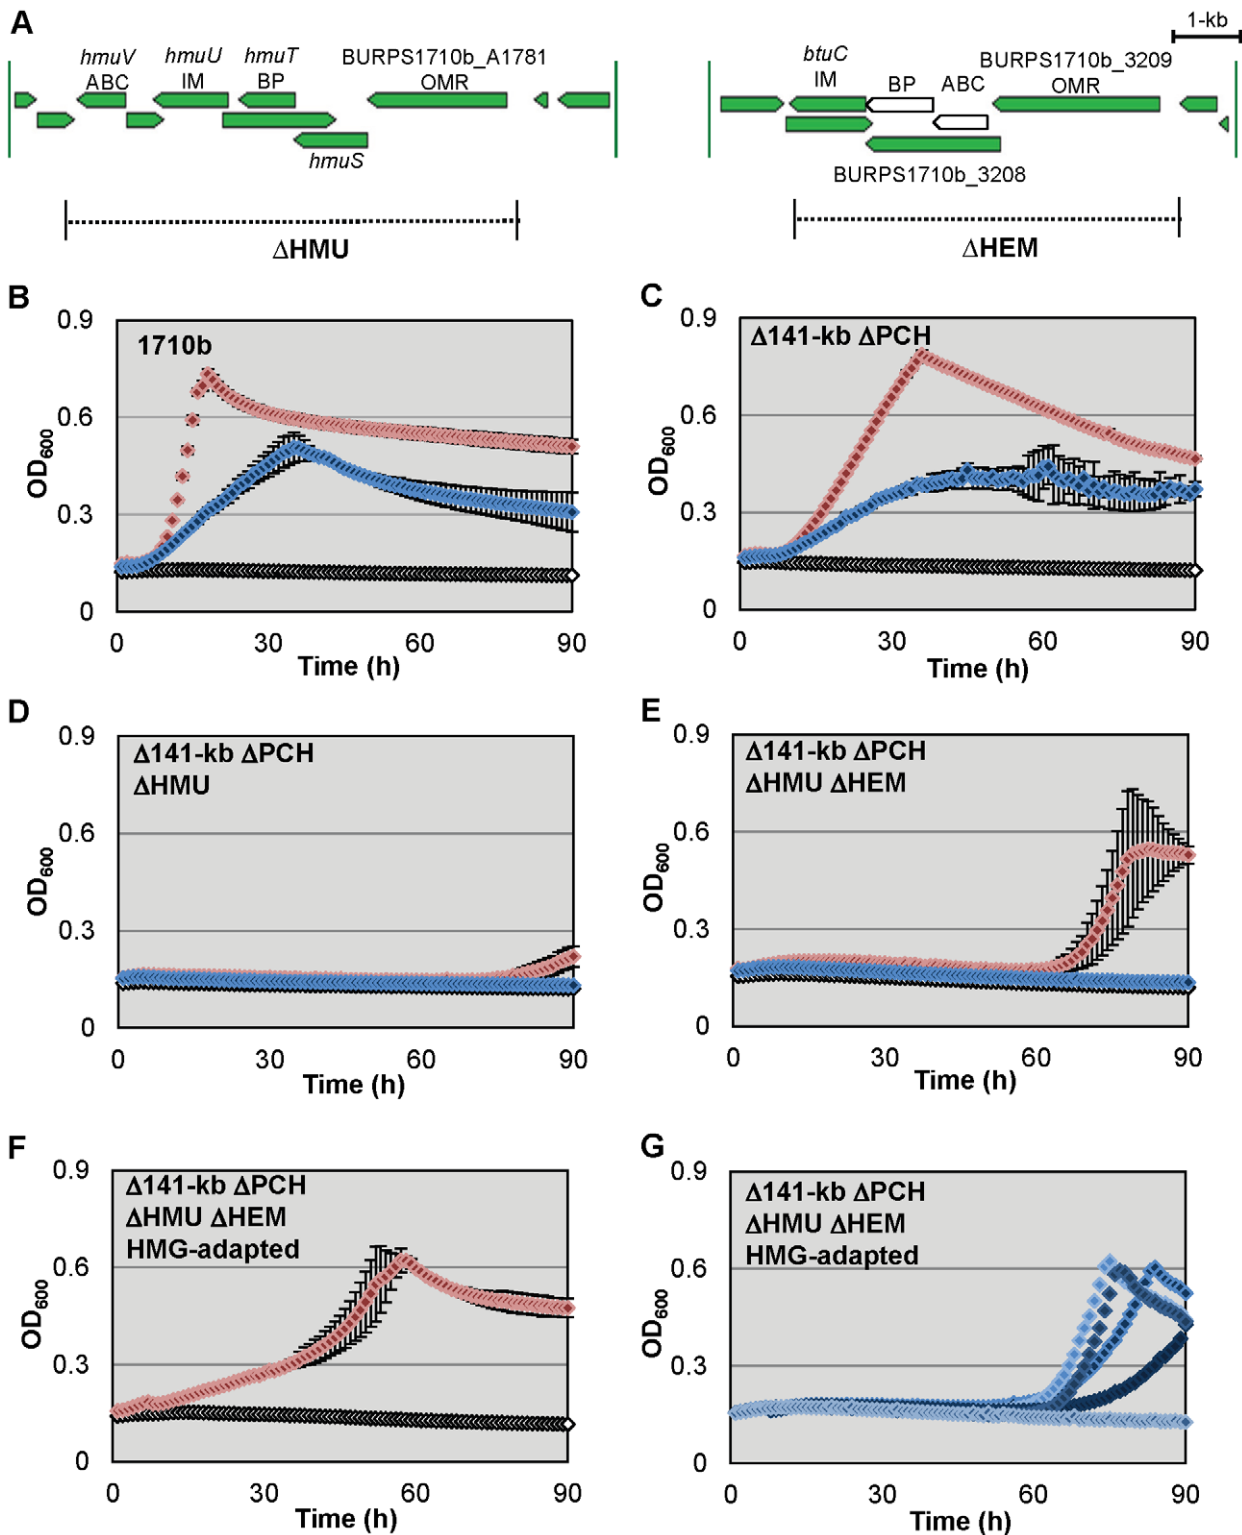 A
1-kb
hmuV hmuU hmuT BURPS1710b_A1781
ABC IM BP OMR
hmuS
btuC BURPS1710b_3209
IM BP ABC OMR
BURPS1710b_3208
ΔHMU
ΔHEM
B
0.9
1710b
0.6
OD600
0.3
0
0 30 60 90
Time (h)
C
0.9
Δ141-kb ΔPCH
0.6
OD600
0.3
0
0 30 60 90
Time (h)
D
0.9
Δ141-kb ΔPCH
ΔHMU
0.6
OD600
0.3
0
0 30 60 90
Time (h)
E
0.9
Δ141-kb ΔPCH
ΔHMU ΔHEM
0.6
OD600
0.3
0
0 30 60 90
Time (h)
F
0.9
Δ141-kb ΔPCH
ΔHMU ΔHEM
HMG-adapted
0.6
OD600
0.3
0
0 30 60 90
Time (h)
G
0.9
Δ141-kb ΔPCH
ΔHMU ΔHEM
HMG-adapted
0.6
OD600
0.3
0
0 30 60 90
Time (h)